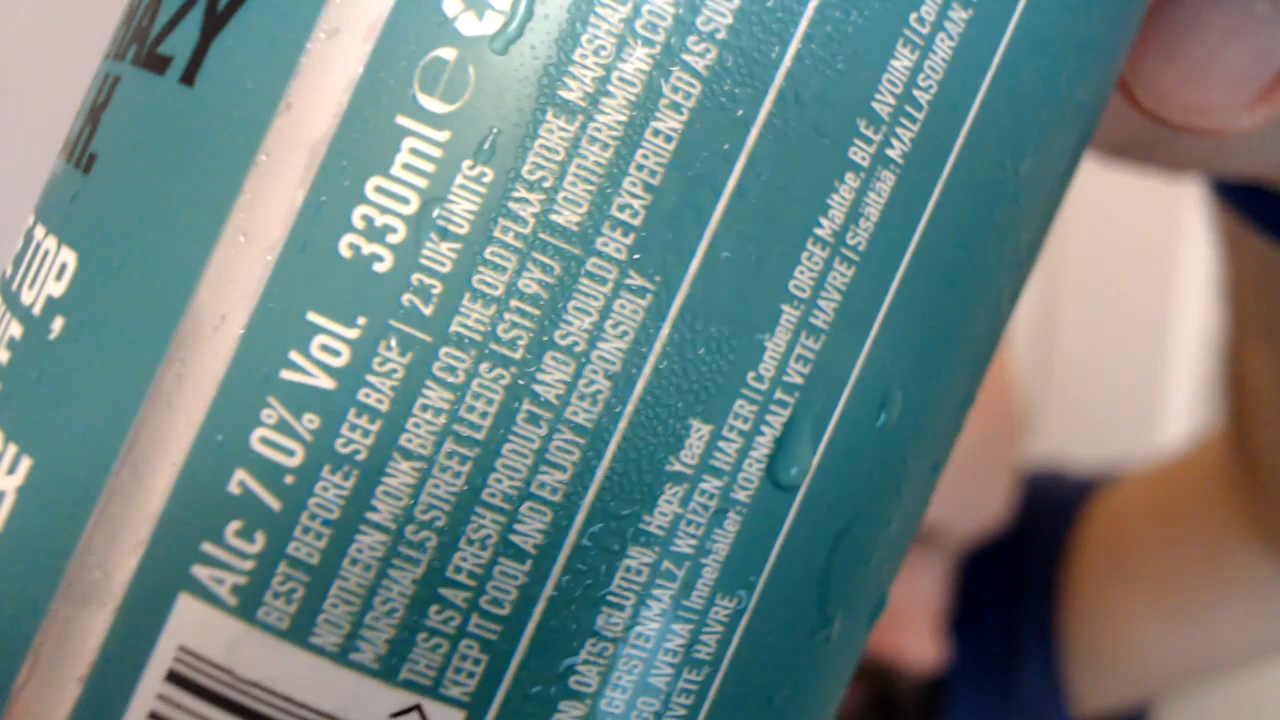 TOP,
Alc 7.0% Vol. 330ml e
BEST BEFORE: SEE BASE | 2.3 UK UNITS
NORTHERN MONK BREW CO. THE OLD FLAX STORE, MARSHAL
MARSHALLS STREET, LEEDS, LS11 9YJ | NORTHERNMONK.COM
THIS IS A FRESH PRODUCT AND SHOULD BE EXPERIENCED AS SUC
KEEP IT COOL AND ENJOY RESPONSIBLY.
OATS (GLUTEN), Hops, Yeast
GERSTENMALZ, WEIZEN, HAFER | Contient: ORGE Maltée, BLÉ, AVOINE | Con
GO, AVENA | Innehåller: KORNMALT, VETE, HAVRE | Sisältää: MALLASOHRAN,
VETE, HAVRE